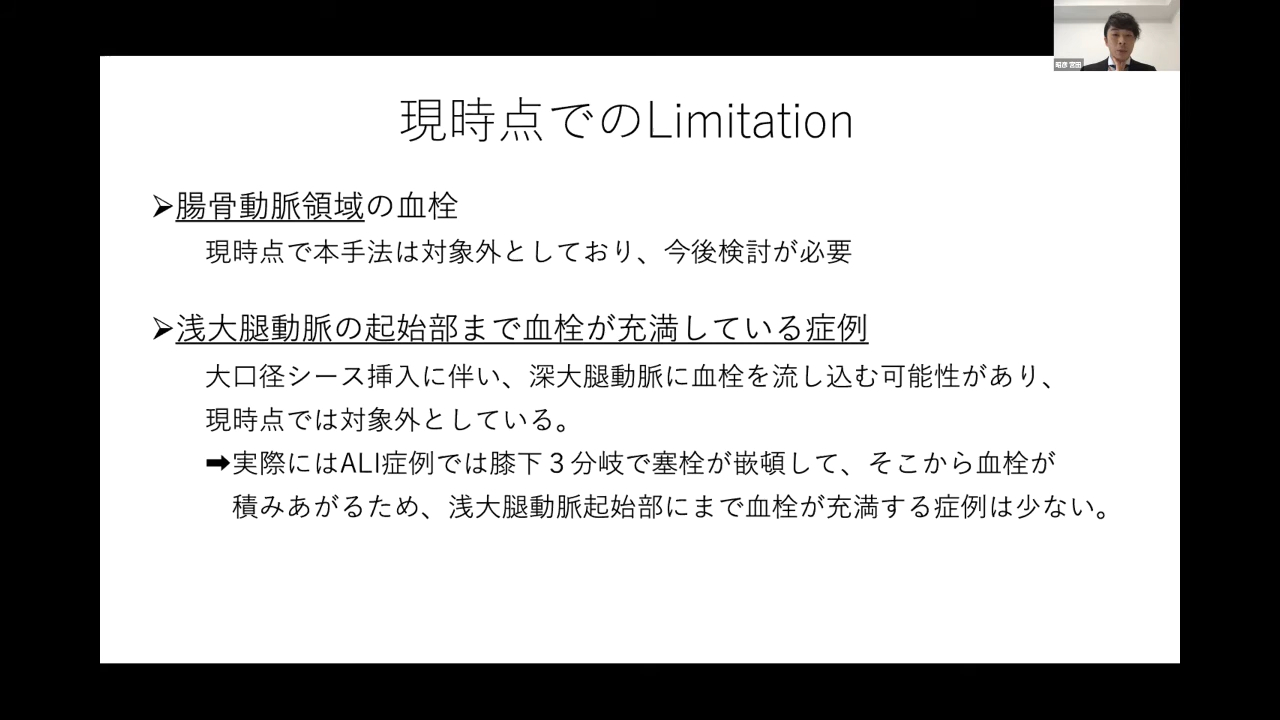 昭彦 宮田
現時点でのLimitation
➢腸骨動脈領域の血栓
現時点で本手法は対象外としており、今後検討が必要
➢浅大腿動脈の起始部まで血栓が充満している症例
大口径シース挿入に伴い、深大腿動脈に血栓を流し込む可能性があり、
現時点では対象外としている。
➡実際にはALI症例では膝下３分岐で塞栓が嵌頓して、そこから血栓が
積みあがるため、浅大腿動脈起始部にまで血栓が充満する症例は少ない。